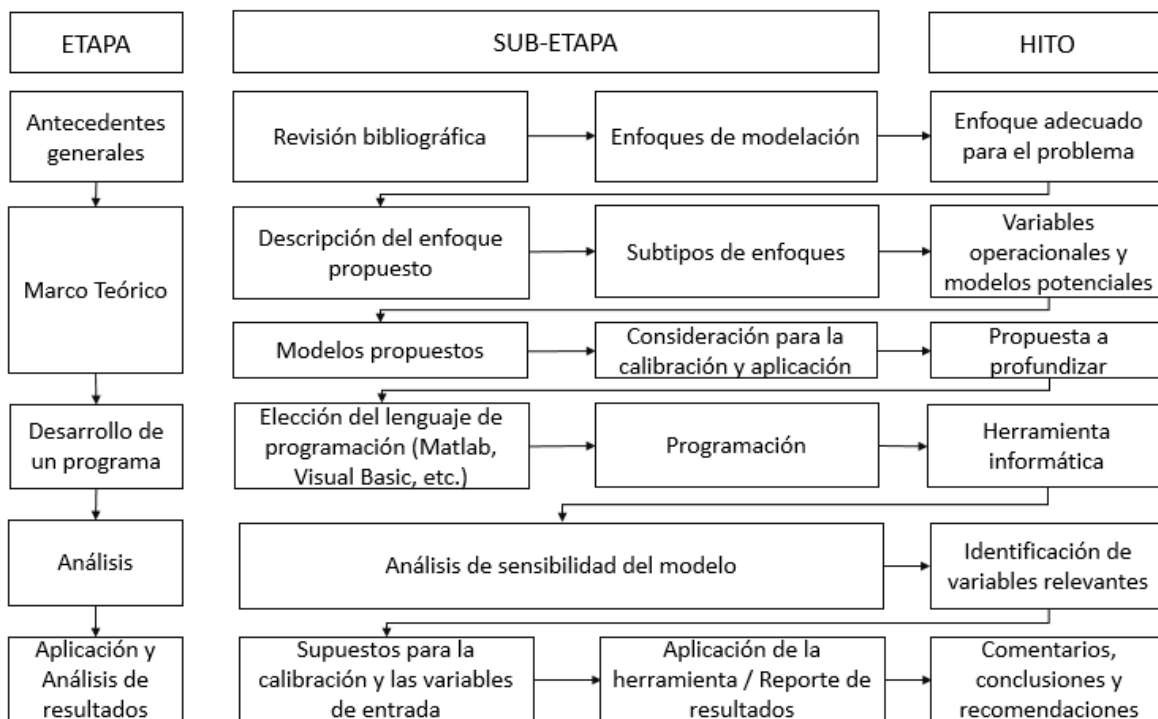 ETAPA
SUB-ETAPA
HITO
Antecedentes
generales
Revisión bibliográfica
Enfoques de modelación
Enfoque adecuado
para el problema
Marco Teórico
Descripción del enfoque
propuesto
Subtipos de enfoques
Variables
operacionales y
modelos potenciales
Modelos propuestos
Consideración para la
calibración y aplicación
Propuesta a
profundizar
Desarrollo de
un programa
Elección del lenguaje de
programación (Matlab,
Visual Basic, etc.)
Programación
Herramienta
informática
Análisis
Análisis de sensibilidad del modelo
Identificación de
variables relevantes
Aplicación y
Análisis de
resultados
Supuestos para la
calibración y las variables
de entrada
Aplicación de la
herramienta / Reporte de
resultados
Comentarios,
conclusiones y
recomendaciones